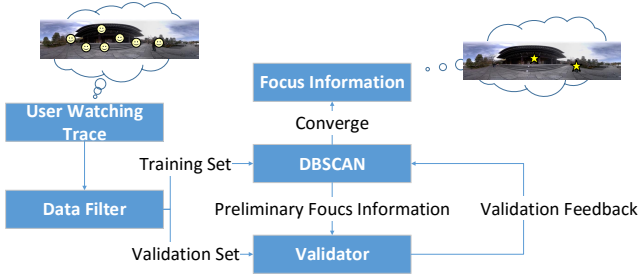 Focus Information
User Watching
Trace
Converge
Training Set
DBSCAN
Data Filter
Preliminary Foucs Information
Validation Feedback
Validation Set
Validator